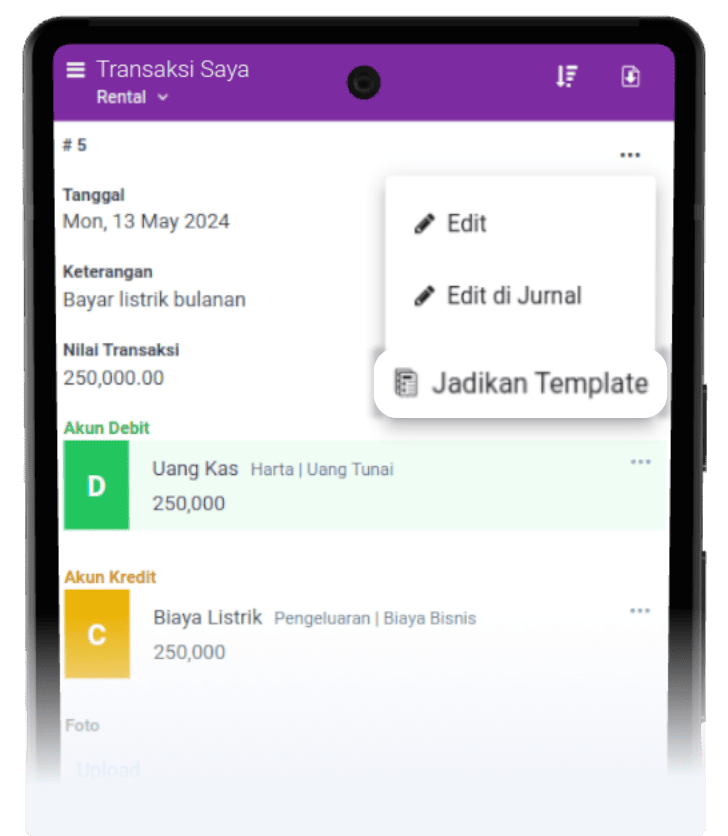 Transaksi Saya
Rental
# 5
Tanggal
Mon, 13 May 2024
Keterangan
Bayar listrik bulanan
Nilai Transaksi
250,000.00
Edit
Edit di Jurnal
Jadikan Template
Akun Debit
D
Uang Kas Harta | Uang Tunai
250,000
Akun Kredit
C
Biaya Listrik Pengeluaran | Biaya Bisnis
250,000
Foto
Upload